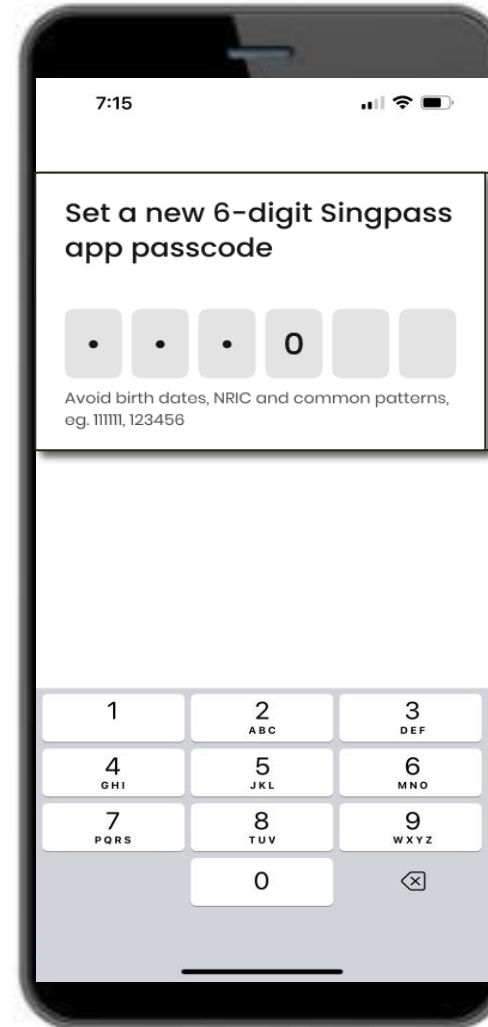 7:15
Set a new 6-digit Singpass
app passcode
• • • 0
Avoid birth dates, NRIC and common patterns,
eg. 111111, 123456
1 2 3
ABC DEF
4 5 6
GHI JKL MNO
7 8 9
PQRS TUV WXYZ
0